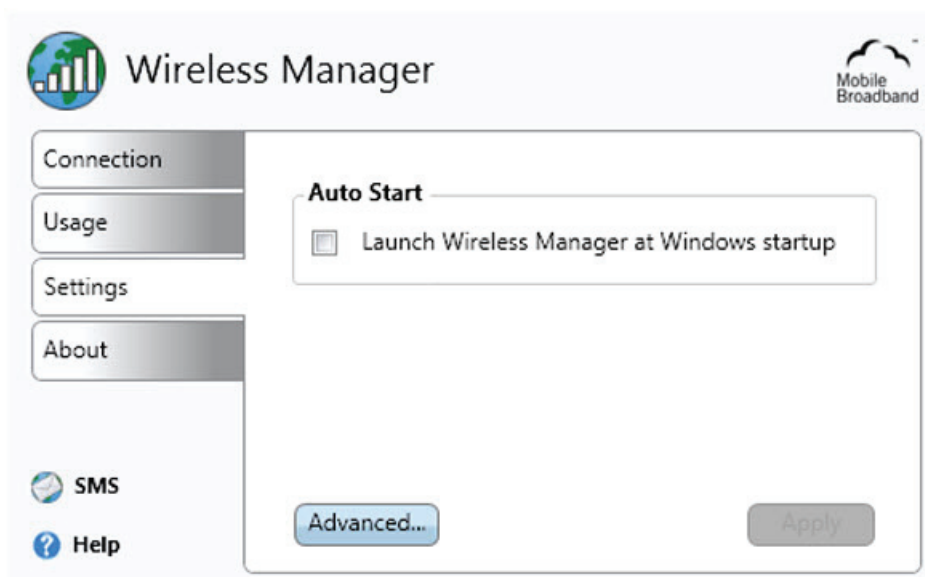 Wireless Manager
Mobile
Broadband
Connection
Usage
Settings
About
Auto Start
Launch Wireless Manager at Windows startup
SMS
Help
Advanced...
Apply